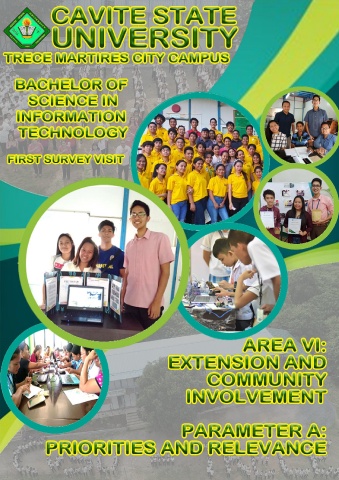 CAVITE STATE
UNIVERSITY
TRECE MARTIRES CITY CAMPUS
BACHELOR OF
SCIENCE IN
INFORMATION
TECHNOLOGY
FIRST SURVEY VISIT
AREA VI:
EXTENSION AND
COMMUNITY
INVOLVEMENT
PARAMETER A:
PRIORITIES AND RELEVANCE